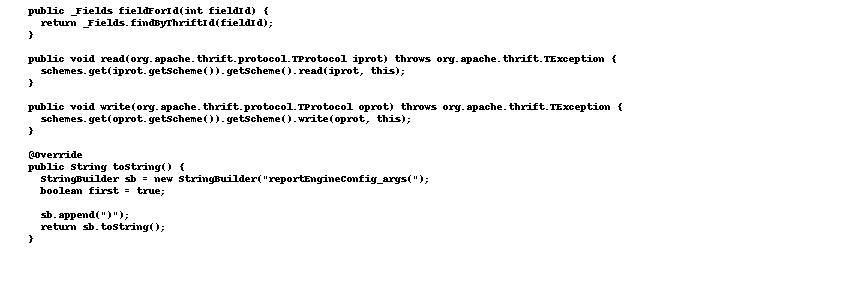 public _Fields fieldForId(int fieldId) {
return _Fields.findByThriftId(fieldId);
}
public void read(org.apache.thrift.protocol.TProtocol iprot) throws org.apache.thrift.TException {
schemes.get(iprot.getScheme()).getScheme().read(iprot, this);
}
public void write(org.apache.thrift.protocol.TProtocol oprot) throws org.apache.thrift.TException {
schemes.get(oprot.getScheme()).getScheme().write(oprot, this);
}
@Override
public String toString() {
StringBuilder sb = new StringBuilder("reportEngineConfig_args(");
boolean first = true;
sb.append(")");
return sb.toString();
}